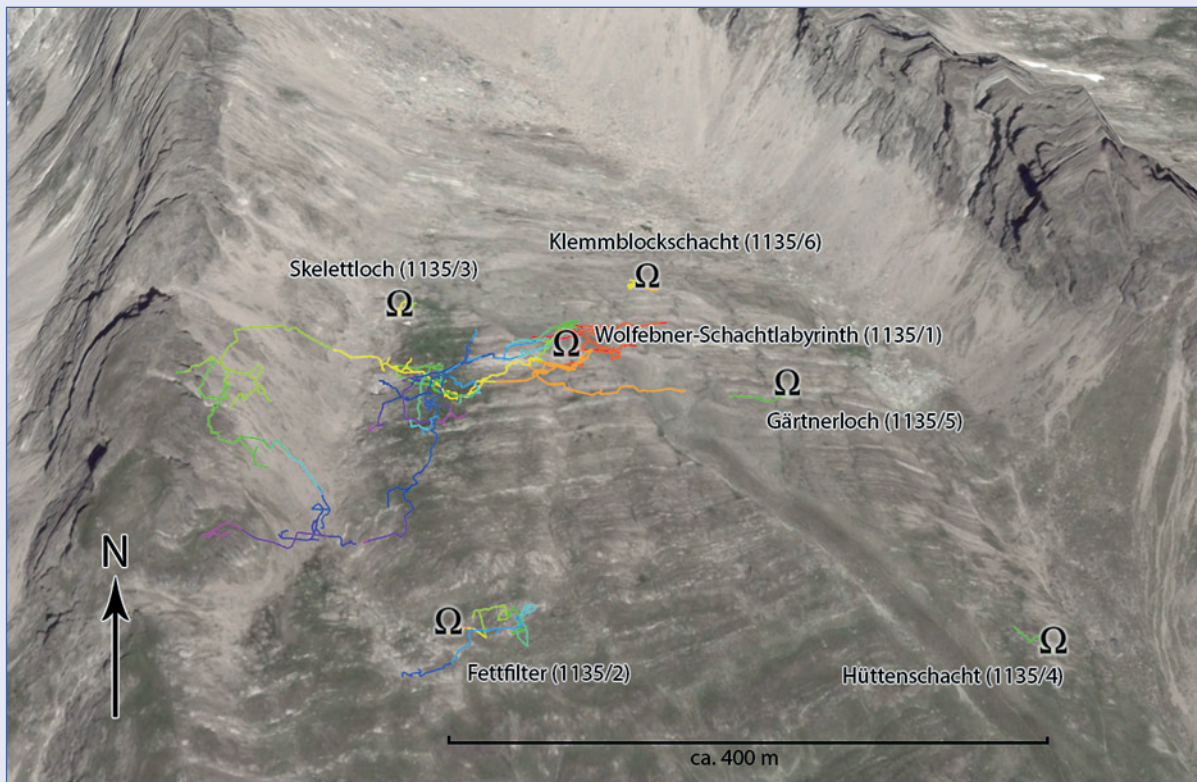 Klemmblockschacht (1135/6)
Skelettloch (1135/3)
Ω
Ω
Wolfebner-Schachtlabyrinth (1135/1)
Ω
Ω
Gärtnerloch (1135/5)
N
Ω
Fettfilter (1135/2)
Ω
Hüttenschacht (1135/4)
ca. 400 m